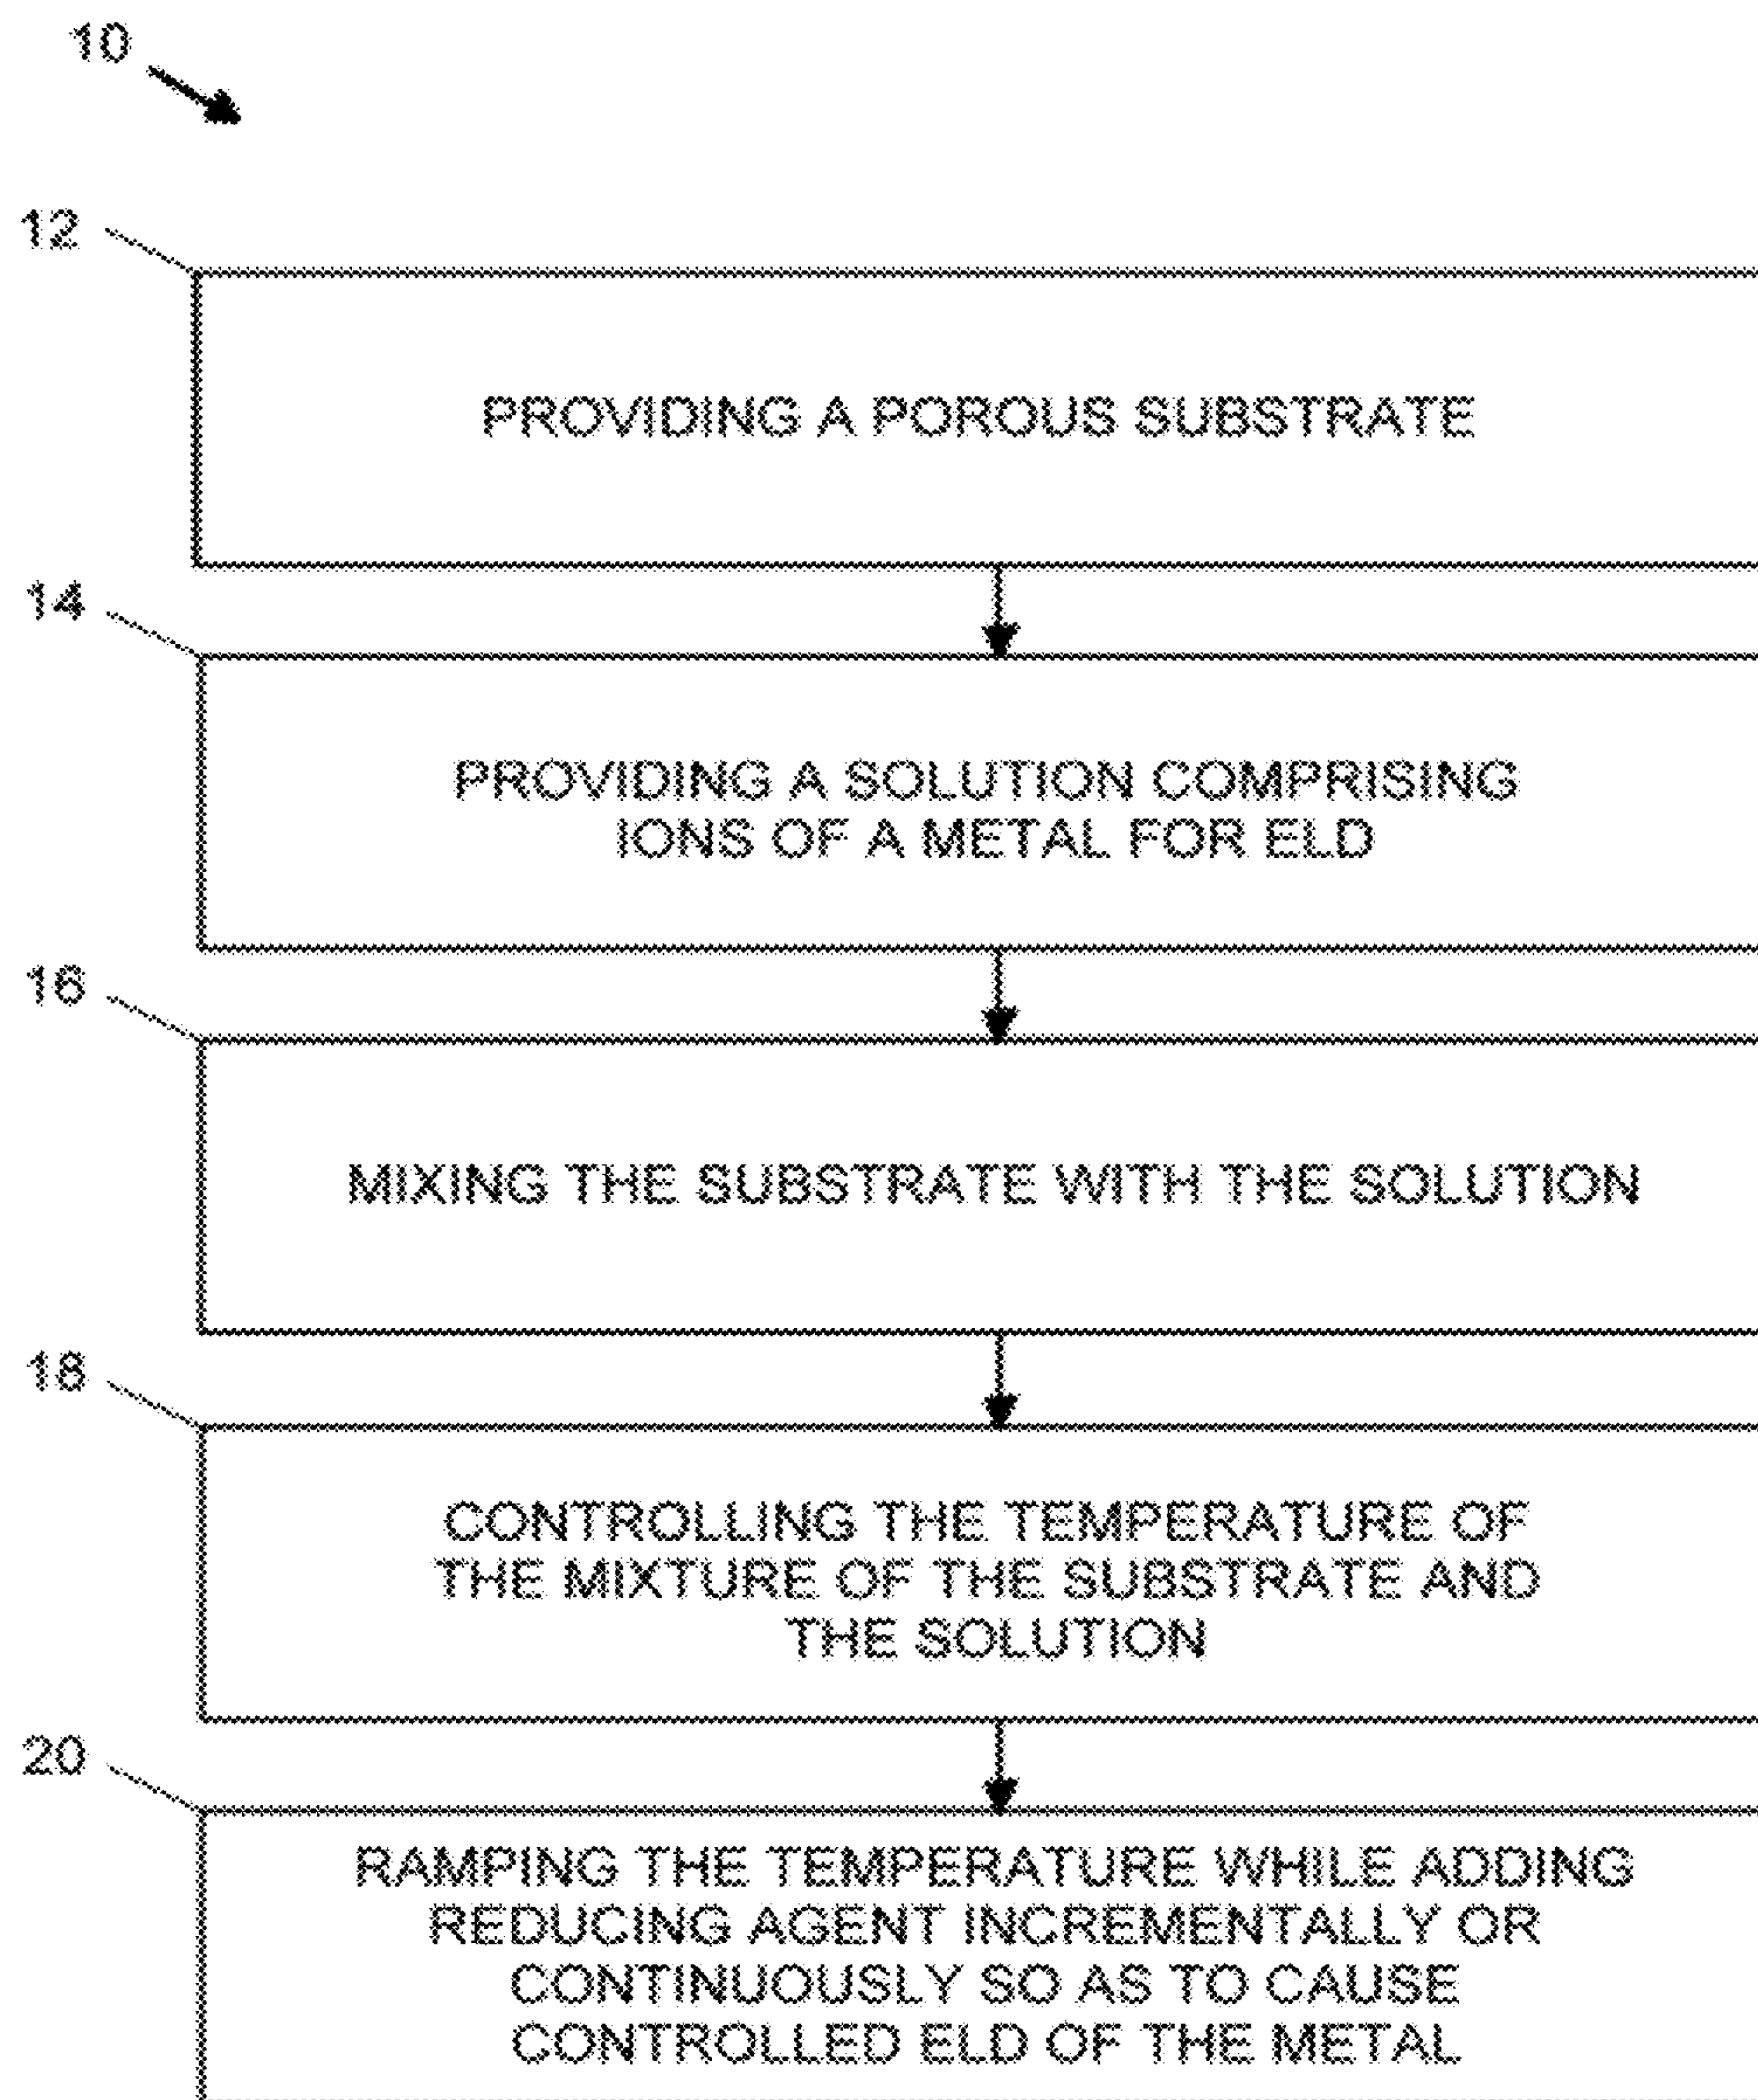 10
12
PROVIDING A POROUS SUBSTRATE
14
PROVIDING A SOLUTION COMPRISING
IONS OF A METAL FOR ELD
16
MIXING THE SUBSTRATE WITH THE SOLUTION
18
CONTROLLING THE TEMPERATURE OF
THE MIXTURE OF THE SUBSTRATE AND
THE SOLUTION
20
RAMPING THE TEMPERATURE WHILE ADDING
REDUCING AGENT INCREMENTALLY OR
CONTINUOUSLY SO AS TO CAUSE
CONTROLLED ELD OF THE METAL